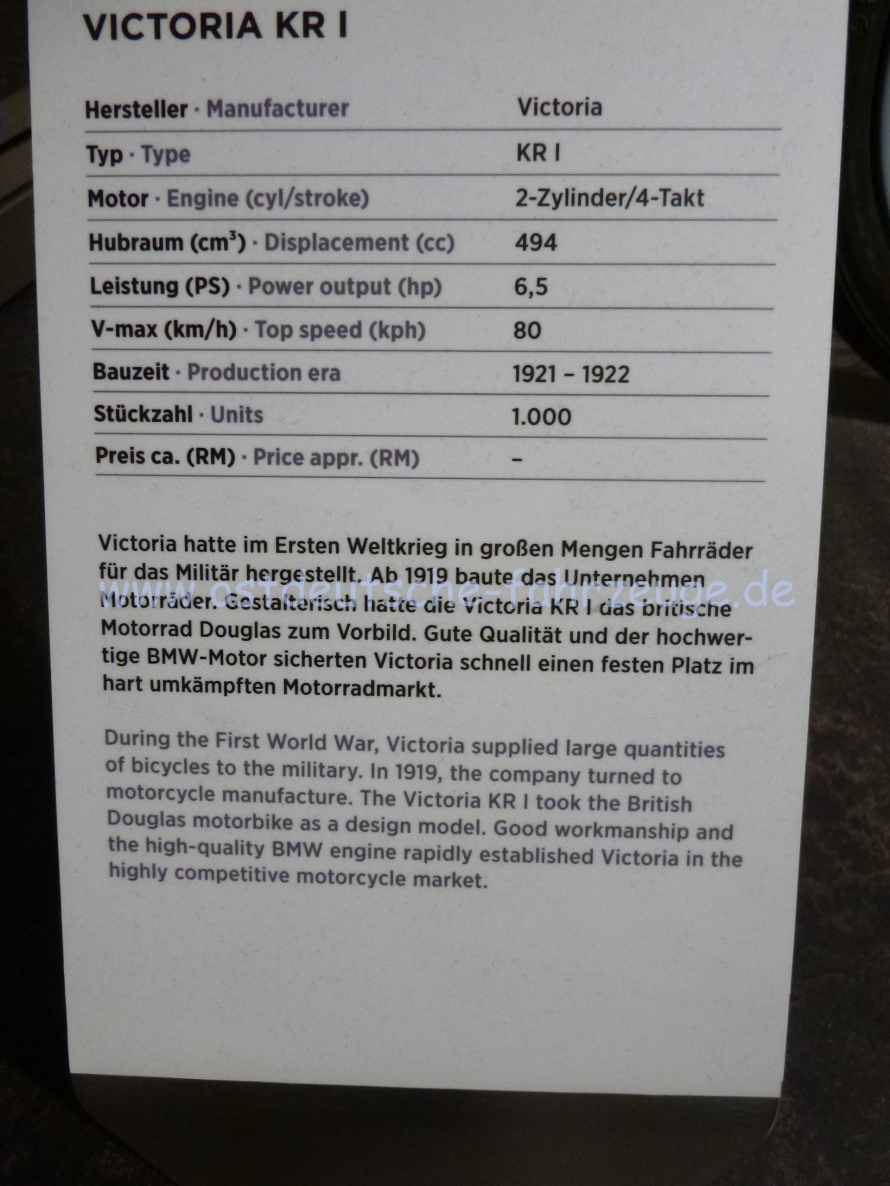 VICTORIA KR I
Hersteller · Manufacturer Victoria
Typ · Type KR I
Motor · Engine (cyl/stroke) 2-Zylinder/4-Takt
Hubraum (cm³) · Displacement (cc) 494
Leistung (PS) · Power output (hp) 6,5
V-max (km/h) · Top speed (kph) 80
Bauzeit · Production era 1921 – 1922
Stückzahl · Units 1.000
Preis ca. (RM) · Price appr. (RM) –
Victoria hatte im Ersten Weltkrieg in großen Mengen Fahrräder
für das Militär hergestellt. Ab 1919 baute das Unternehmen
www.ostdeutsche-fahrzeuge.de
Motorräder. Gestalterisch hatte die Victoria KR I das britische
Motorrad Douglas zum Vorbild. Gute Qualität und der hochwer-
tige BMW-Motor sicherten Victoria schnell einen festen Platz im
hart umkämpften Motorradmarkt.
During the First World War, Victoria supplied large quantities
of bicycles to the military. In 1919, the company turned to
motorcycle manufacture. The Victoria KR I took the British
Douglas motorbike as a design model. Good workmanship and
the high-quality BMW engine rapidly established Victoria in the
highly competitive motorcycle market.